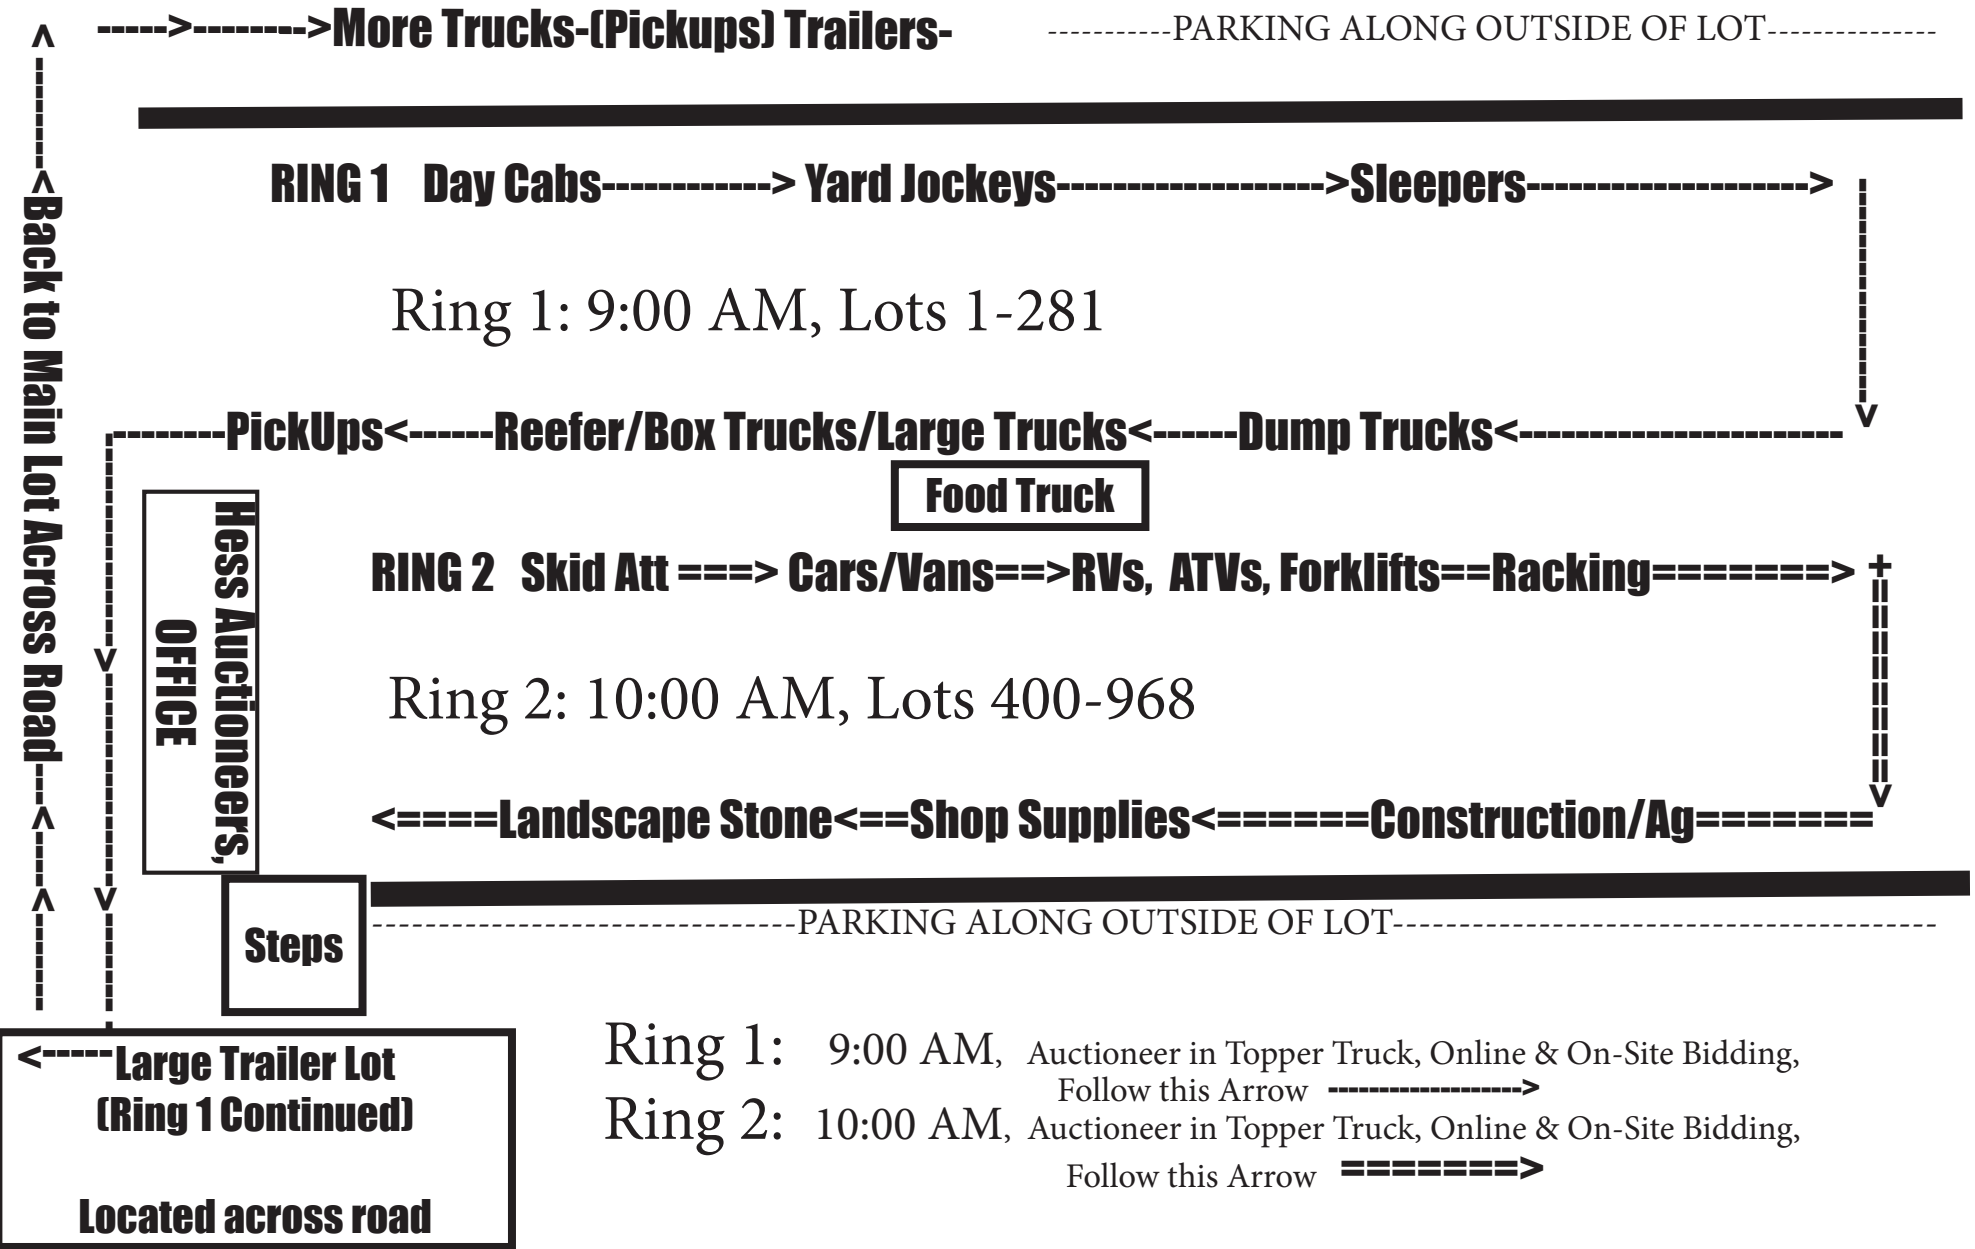 ----->-------->More Trucks-(Pickups) Trailers-
-----------PARKING ALONG OUTSIDE OF LOT---------------
RING 1 Day Cabs------------> Yard Jockeys------------------->Sleepers-------------------->
Ring 1: 9:00 AM, Lots 1-281
--------PickUps<------Reefer/Box Trucks/Large Trucks<------Dump Trucks<-----------------------
Food Truck
RING 2 Skid Att ===> Cars/Vans==>RVs, ATVs, Forklifts==Racking=======> +
Ring 2: 10:00 AM, Lots 400-968
<====Landscape Stone<==Shop Supplies<======Construction/Ag=======
Back to Main Lot Across Road
Hess Auctioneers,
OFFICE
Steps
-------------------------------PARKING ALONG OUTSIDE OF LOT----------------------------------------
<-----Large Trailer Lot
(Ring 1 Continued)
Located across road
Ring 1: 9:00 AM, Auctioneer in Topper Truck, Online & On-Site Bidding,
Follow this Arrow ------------------>
Ring 2: 10:00 AM, Auctioneer in Topper Truck, Online & On-Site Bidding,
Follow this Arrow =======>